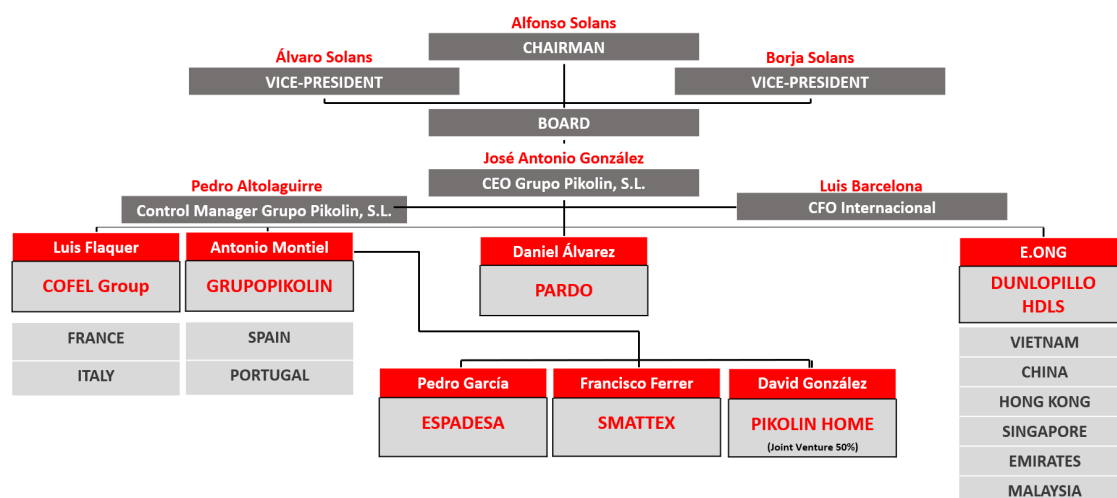 Alfonso Solans
CHAIRMAN
Álvaro Solans
VICE-PRESIDENT
Borja Solans
VICE-PRESIDENT
BOARD
José Antonio González
CEO Grupo Pikolin, S.L.
Pedro Altolaguirre
Control Manager Grupo Pikolin, S.L.
Luis Barcelona
CFO Internacional
Luis Flaquer
COFEL Group
FRANCE
ITALY
Antonio Montiel
GRUPOPIKOLIN
SPAIN
PORTUGAL
Daniel Álvarez
PARDO
E.ONG
DUNLOPILLO
HDLS
VIETNAM
CHINA
HONG KONG
SINGAPORE
EMIRATES
MALAYSIA
Pedro García
ESPADESA
Francisco Ferrer
SMATTEX
David González
PIKOLIN HOME
(Joint Venture 50%)